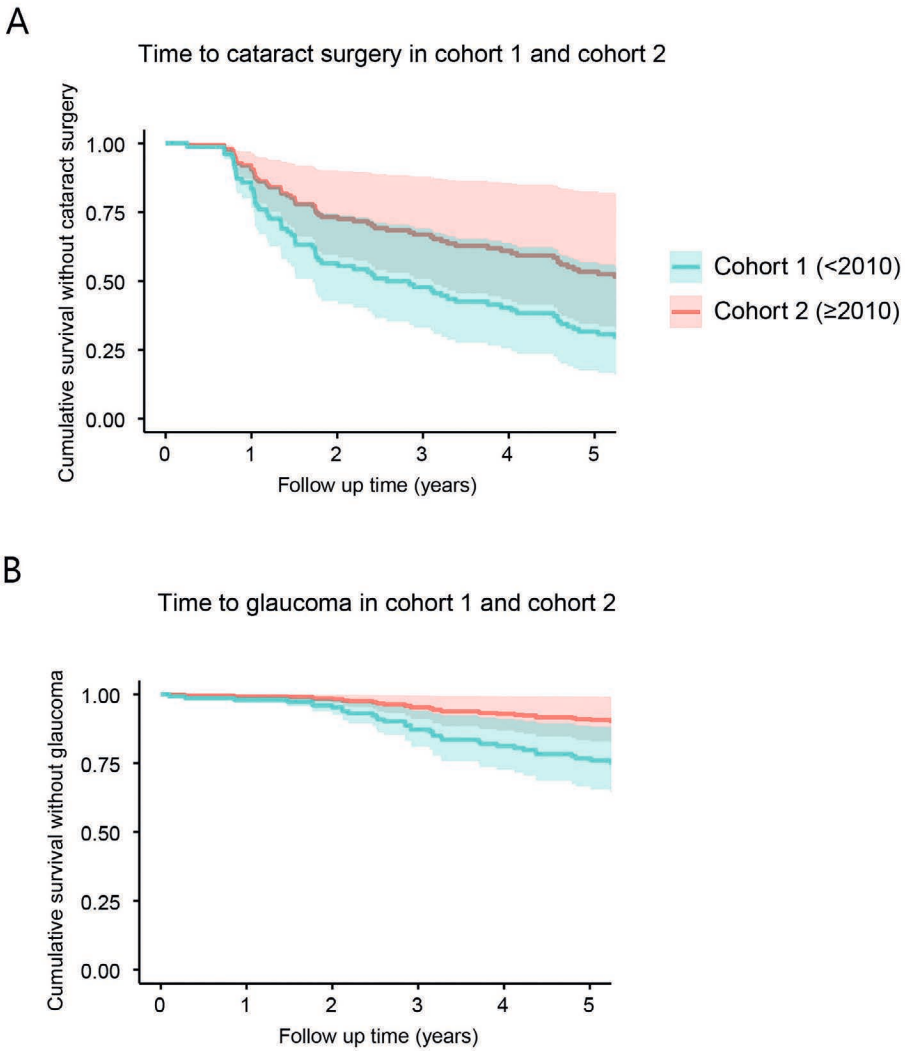 A
Time to cataract surgery in cohort 1 and cohort 2
Cumulative survival without cataract surgery
1.00
0.75
0.50
0.25
0.00
0 1 2 3 4 5
Follow up time (years)
Cohort 1 (<2010)
Cohort 2 (≥2010)
B
Time to glaucoma in cohort 1 and cohort 2
Cumulative survival without glaucoma
1.00
0.75
0.50
0.25
0.00
0 1 2 3 4 5
Follow up time (years)